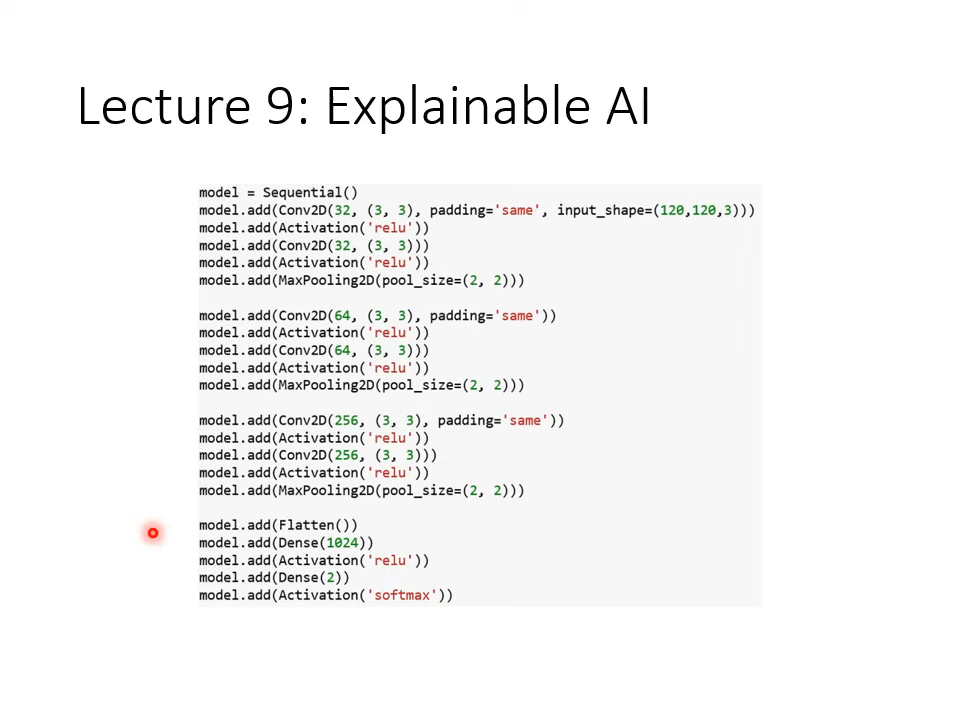 Lecture 9: Explainable AI
model = Sequential()
model.add(Conv2D(32, (3, 3), padding='same', input_shape=(120,120,3)))
model.add(Activation('relu'))
model.add(Conv2D(32, (3, 3)))
model.add(Activation('relu'))
model.add(MaxPooling2D(pool_size=(2, 2)))
model.add(Conv2D(64, (3, 3), padding='same'))
model.add(Activation('relu'))
model.add(Conv2D(64, (3, 3)))
model.add(Activation('relu'))
model.add(MaxPooling2D(pool_size=(2, 2)))
model.add(Conv2D(256, (3, 3), padding='same'))
model.add(Activation('relu'))
model.add(Conv2D(256, (3, 3)))
model.add(Activation('relu'))
model.add(MaxPooling2D(pool_size=(2, 2)))
model.add(Flatten())
model.add(Dense(1024))
model.add(Activation('relu'))
model.add(Dense(2))
model.add(Activation('softmax'))